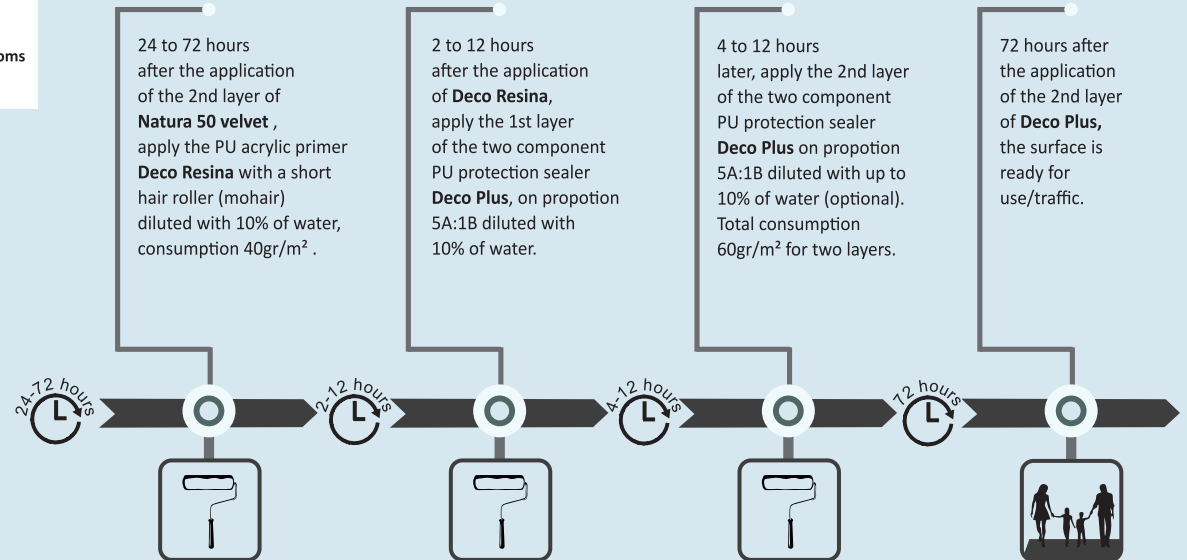 oms
24 to 72 hours
after the application
of the 2nd layer of
Natura 50 velvet ,
apply the PU acrylic primer
Deco Resina with a short
hair roller (mohair)
diluted with 10% of water,
consumption 40gr/m² .
2 to 12 hours
after the application
of Deco Resina,
apply the 1st layer
of the two component
PU protection sealer
Deco Plus, on propotion
5A:1B diluted with
10% of water.
4 to 12 hours
later, apply the 2nd layer
of the two component
PU protection sealer
Deco Plus on propotion
5A:1B diluted with up to
10% of water (optional).
Total consumption
60gr/m² for two layers.
72 hours after
the application
of the 2nd layer
of Deco Plus,
the surface is
ready for
use/traffic.
24-72 hours
2-12 hours
4-12 hours
72 hours